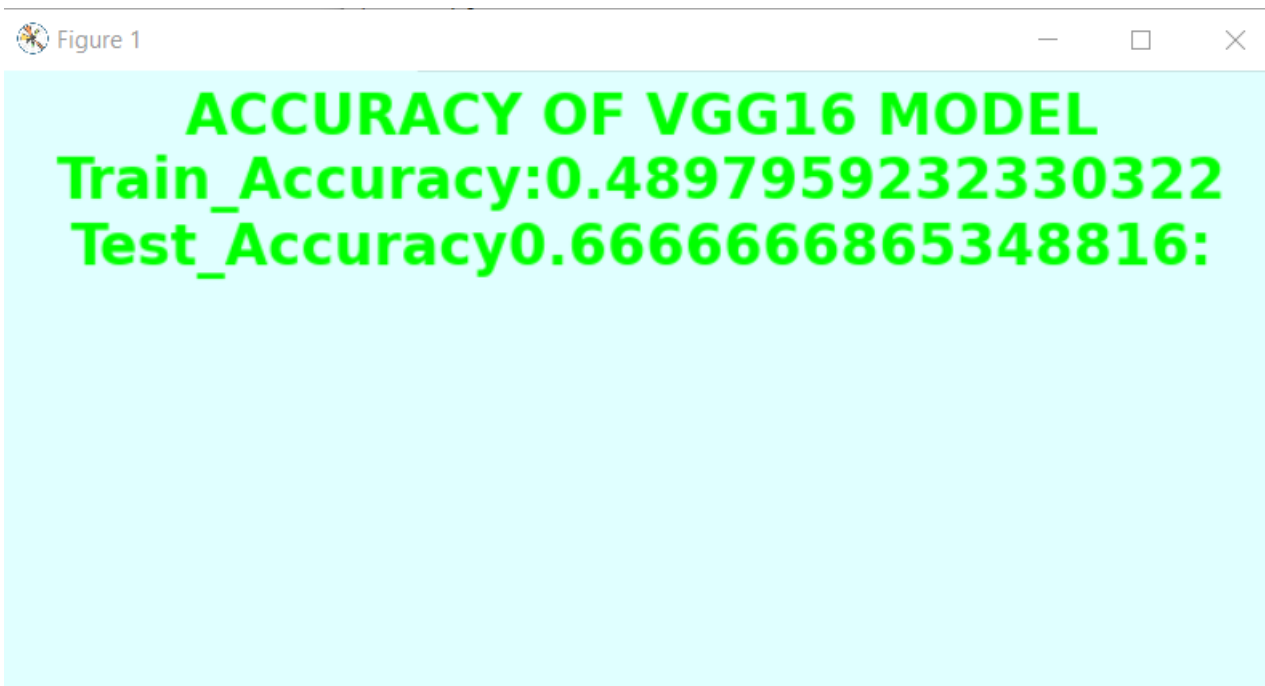 Figure 1
ACCURACY OF VGG16 MODEL
Train_Accuracy:0.4897959232330322
Test_Accuracy0.6666666865348816: